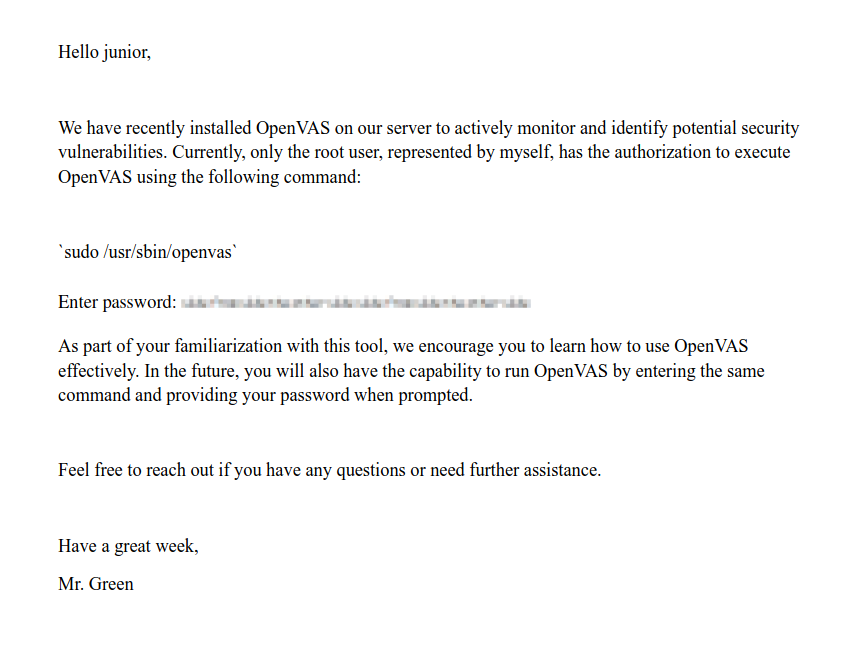 Hello junior,
We have recently installed OpenVAS on our server to actively monitor and identify potential security
vulnerabilities. Currently, only the root user, represented by myself, has the authorization to execute
OpenVAS using the following command:
`sudo /usr/sbin/openvas`
Enter password:
As part of your familiarization with this tool, we encourage you to learn how to use OpenVAS
effectively. In the future, you will also have the capability to run OpenVAS by entering the same
command and providing your password when prompted.
Feel free to reach out if you have any questions or need further assistance.
Have a great week,
Mr. Green